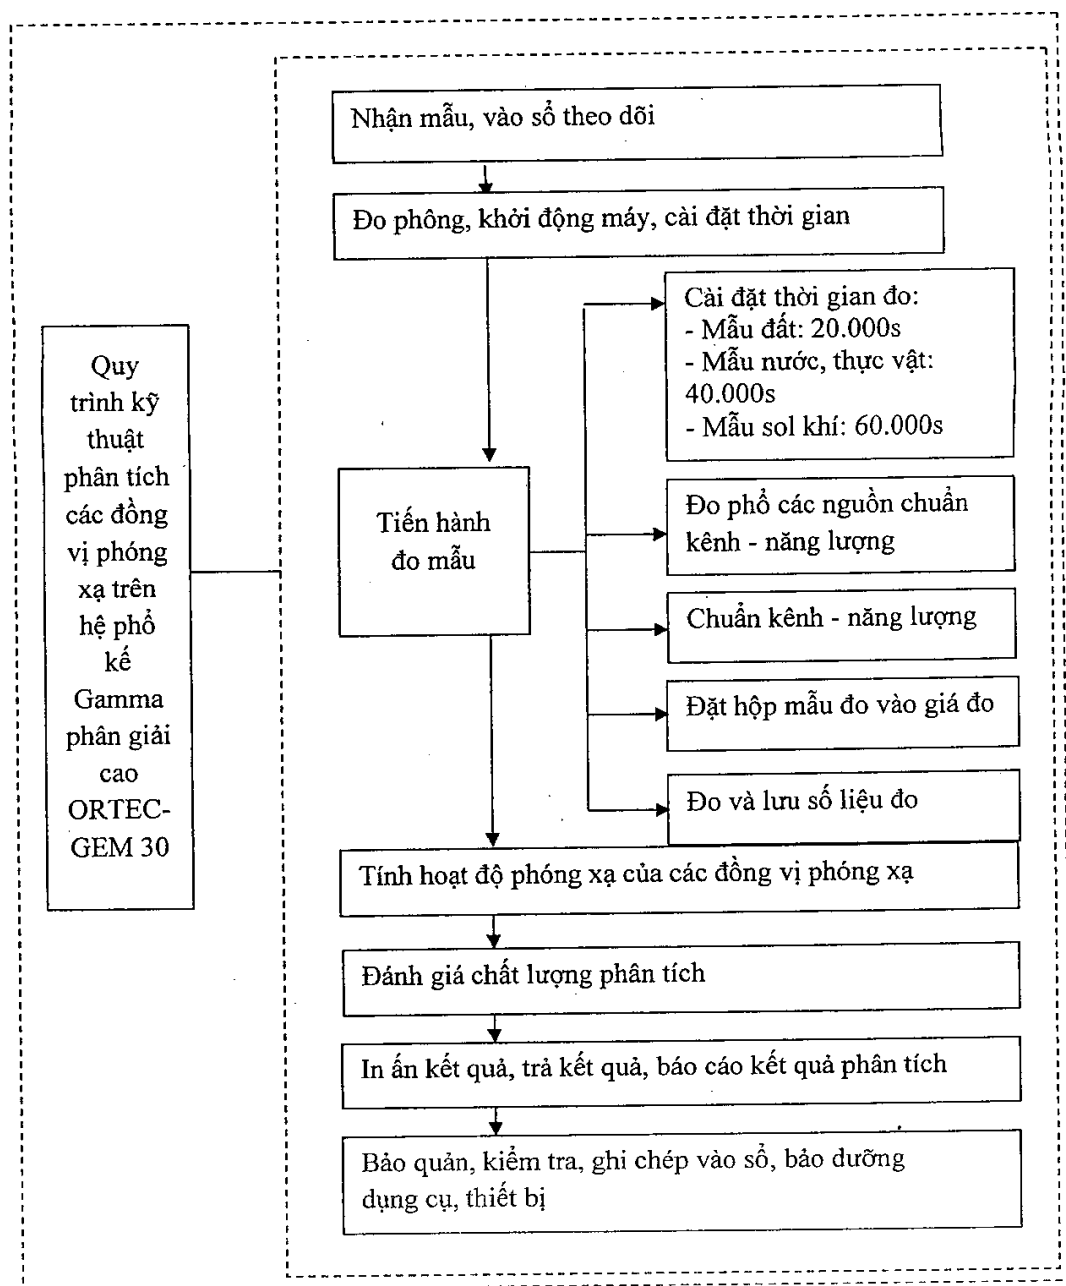 Nhận mẫu, vào sổ theo dõi
Đo phông, khởi động máy, cài đặt thời gian
Cài đặt thời gian đo:
- Mẫu đất: 20.000s
- Mẫu nước, thực vật:
40.000s
- Mẫu sol khí: 60.000s
Quy
trình kỹ
thuật
phân tích
các đồng
vị phóng
xạ trên
hệ phổ
kế
Gamma
phân giải
cao
ORTEC-
GEM 30
Tiến hành
đo mẫu
Đo phổ các nguồn chuẩn
kênh - năng lượng
Chuẩn kênh - năng lượng
Đặt hộp mẫu đo vào giá đo
Đo và lưu số liệu đo
Tính hoạt độ phóng xạ của các đồng vị phóng xạ
Đánh giá chất lượng phân tích
In ấn kết quả, trả kết quả, báo cáo kết quả phân tích
Bảo quản, kiểm tra, ghi chép vào sổ, bảo dưỡng
dụng cụ, thiết bị